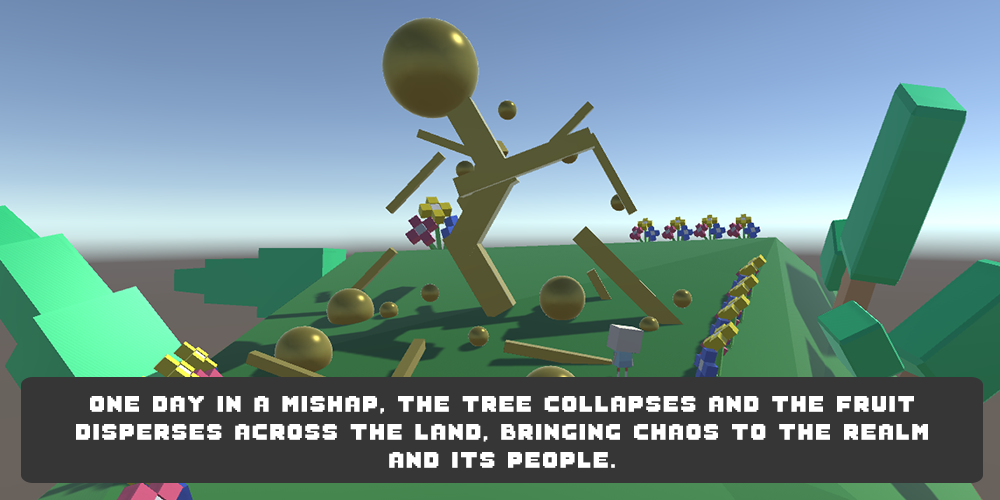 ONE DAY IN A MISHAP, THE TREE COLLAPSES AND THE FRUIT
DISPERSES ACROSS THE LAND, BRINGING CHAOS TO THE REALM
AND ITS PEOPLE.